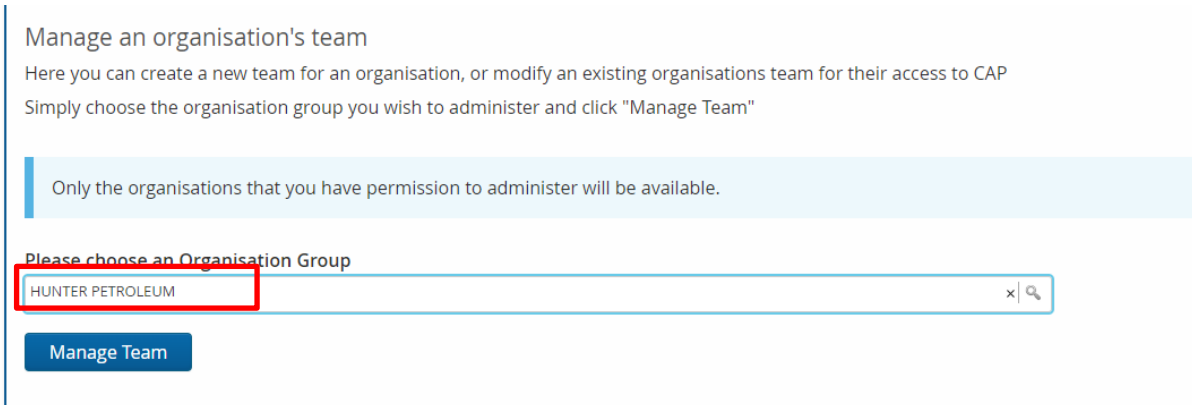 Manage an organisation's team
Here you can create a new team for an organisation, or modify an existing organisations team for their access to CAP
Simply choose the organisation group you wish to administer and click "Manage Team"
Only the organisations that you have permission to administer will be available.
Please choose an Organisation Group
HUNTER PETROLEUM
Manage Team